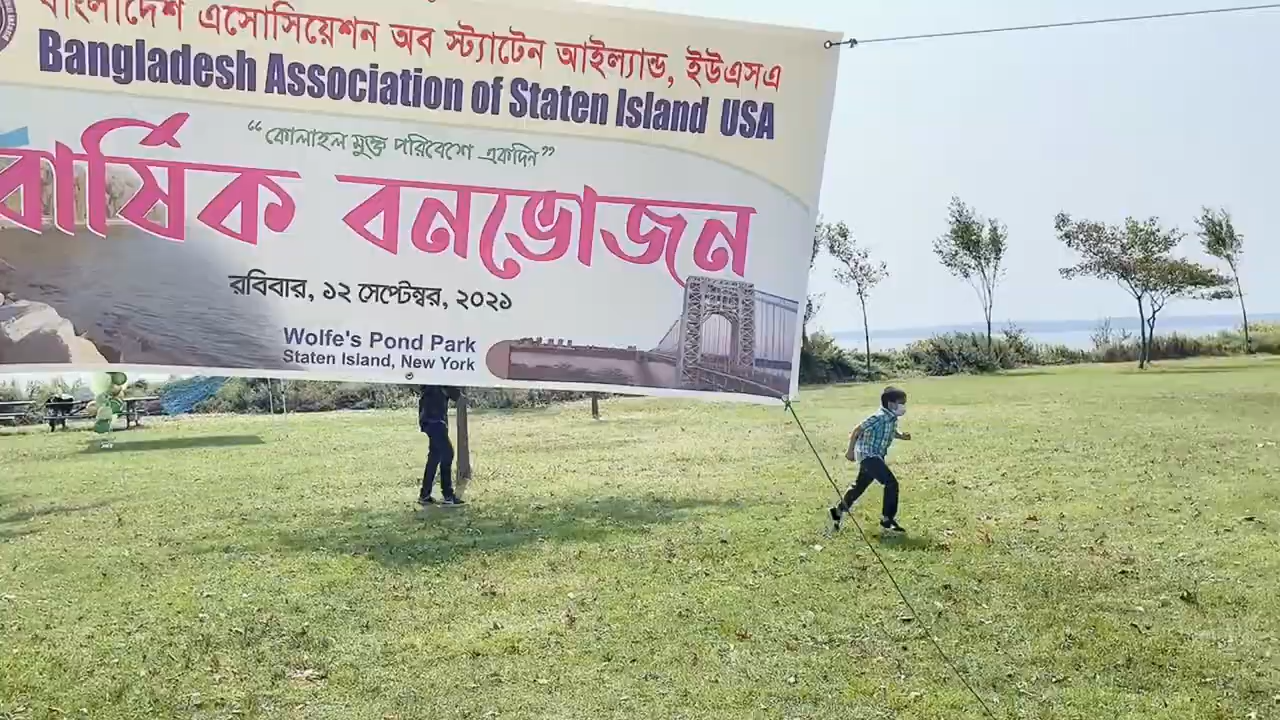 বাংলাদেশ এসোসিয়েশন অব স্ট্যাটেন আইল্যান্ড, ইউএসএ
Bangladesh Association of Staten Island USA
“কোলাহল মুক্ত পরিবেশে একদিন”
বার্ষিক বনভোজন
রবিবার, ১২ সেপ্টেম্বর, ২০২১
Wolfe's Pond Park
Staten Island, New York